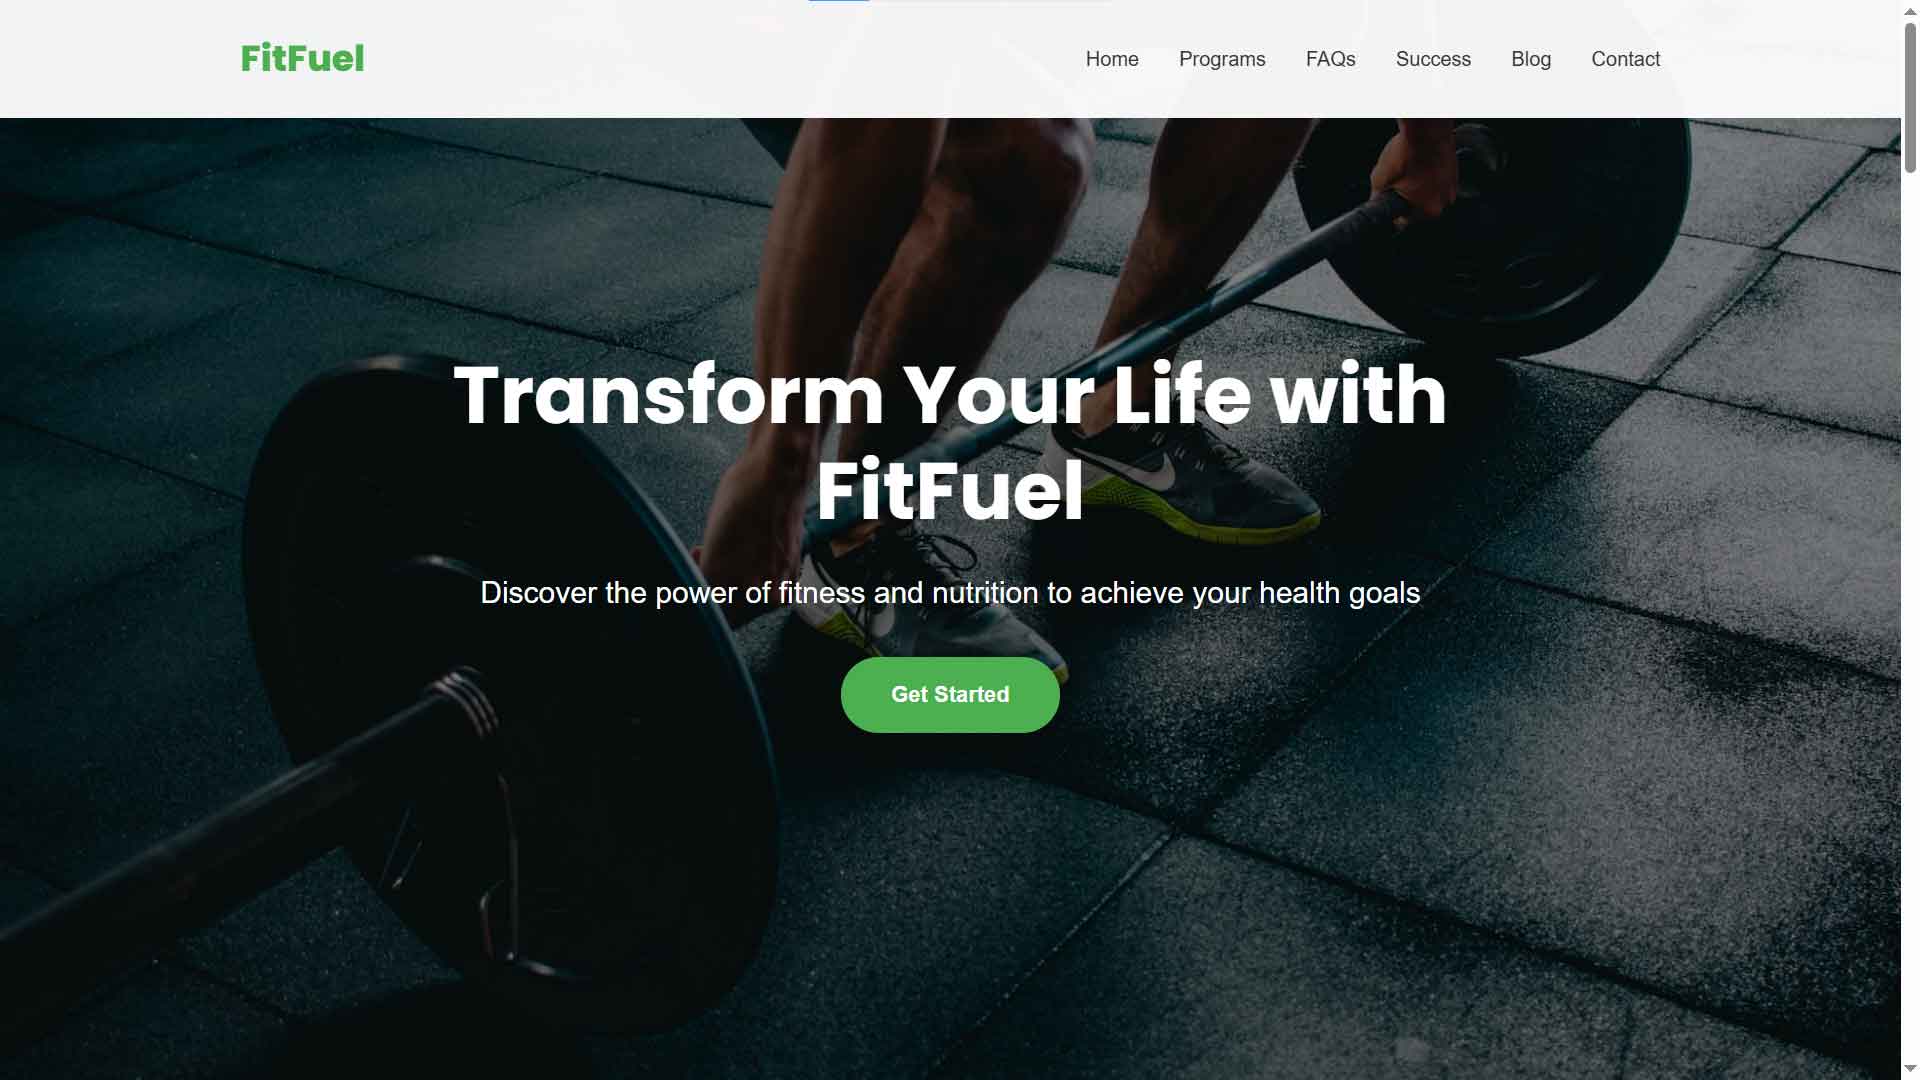 FitFuel
Home Programs FAQs Success Blog Contact
Transform Your Life with
FitFuel
Discover the power of fitness and nutrition to achieve your health goals
Get Started